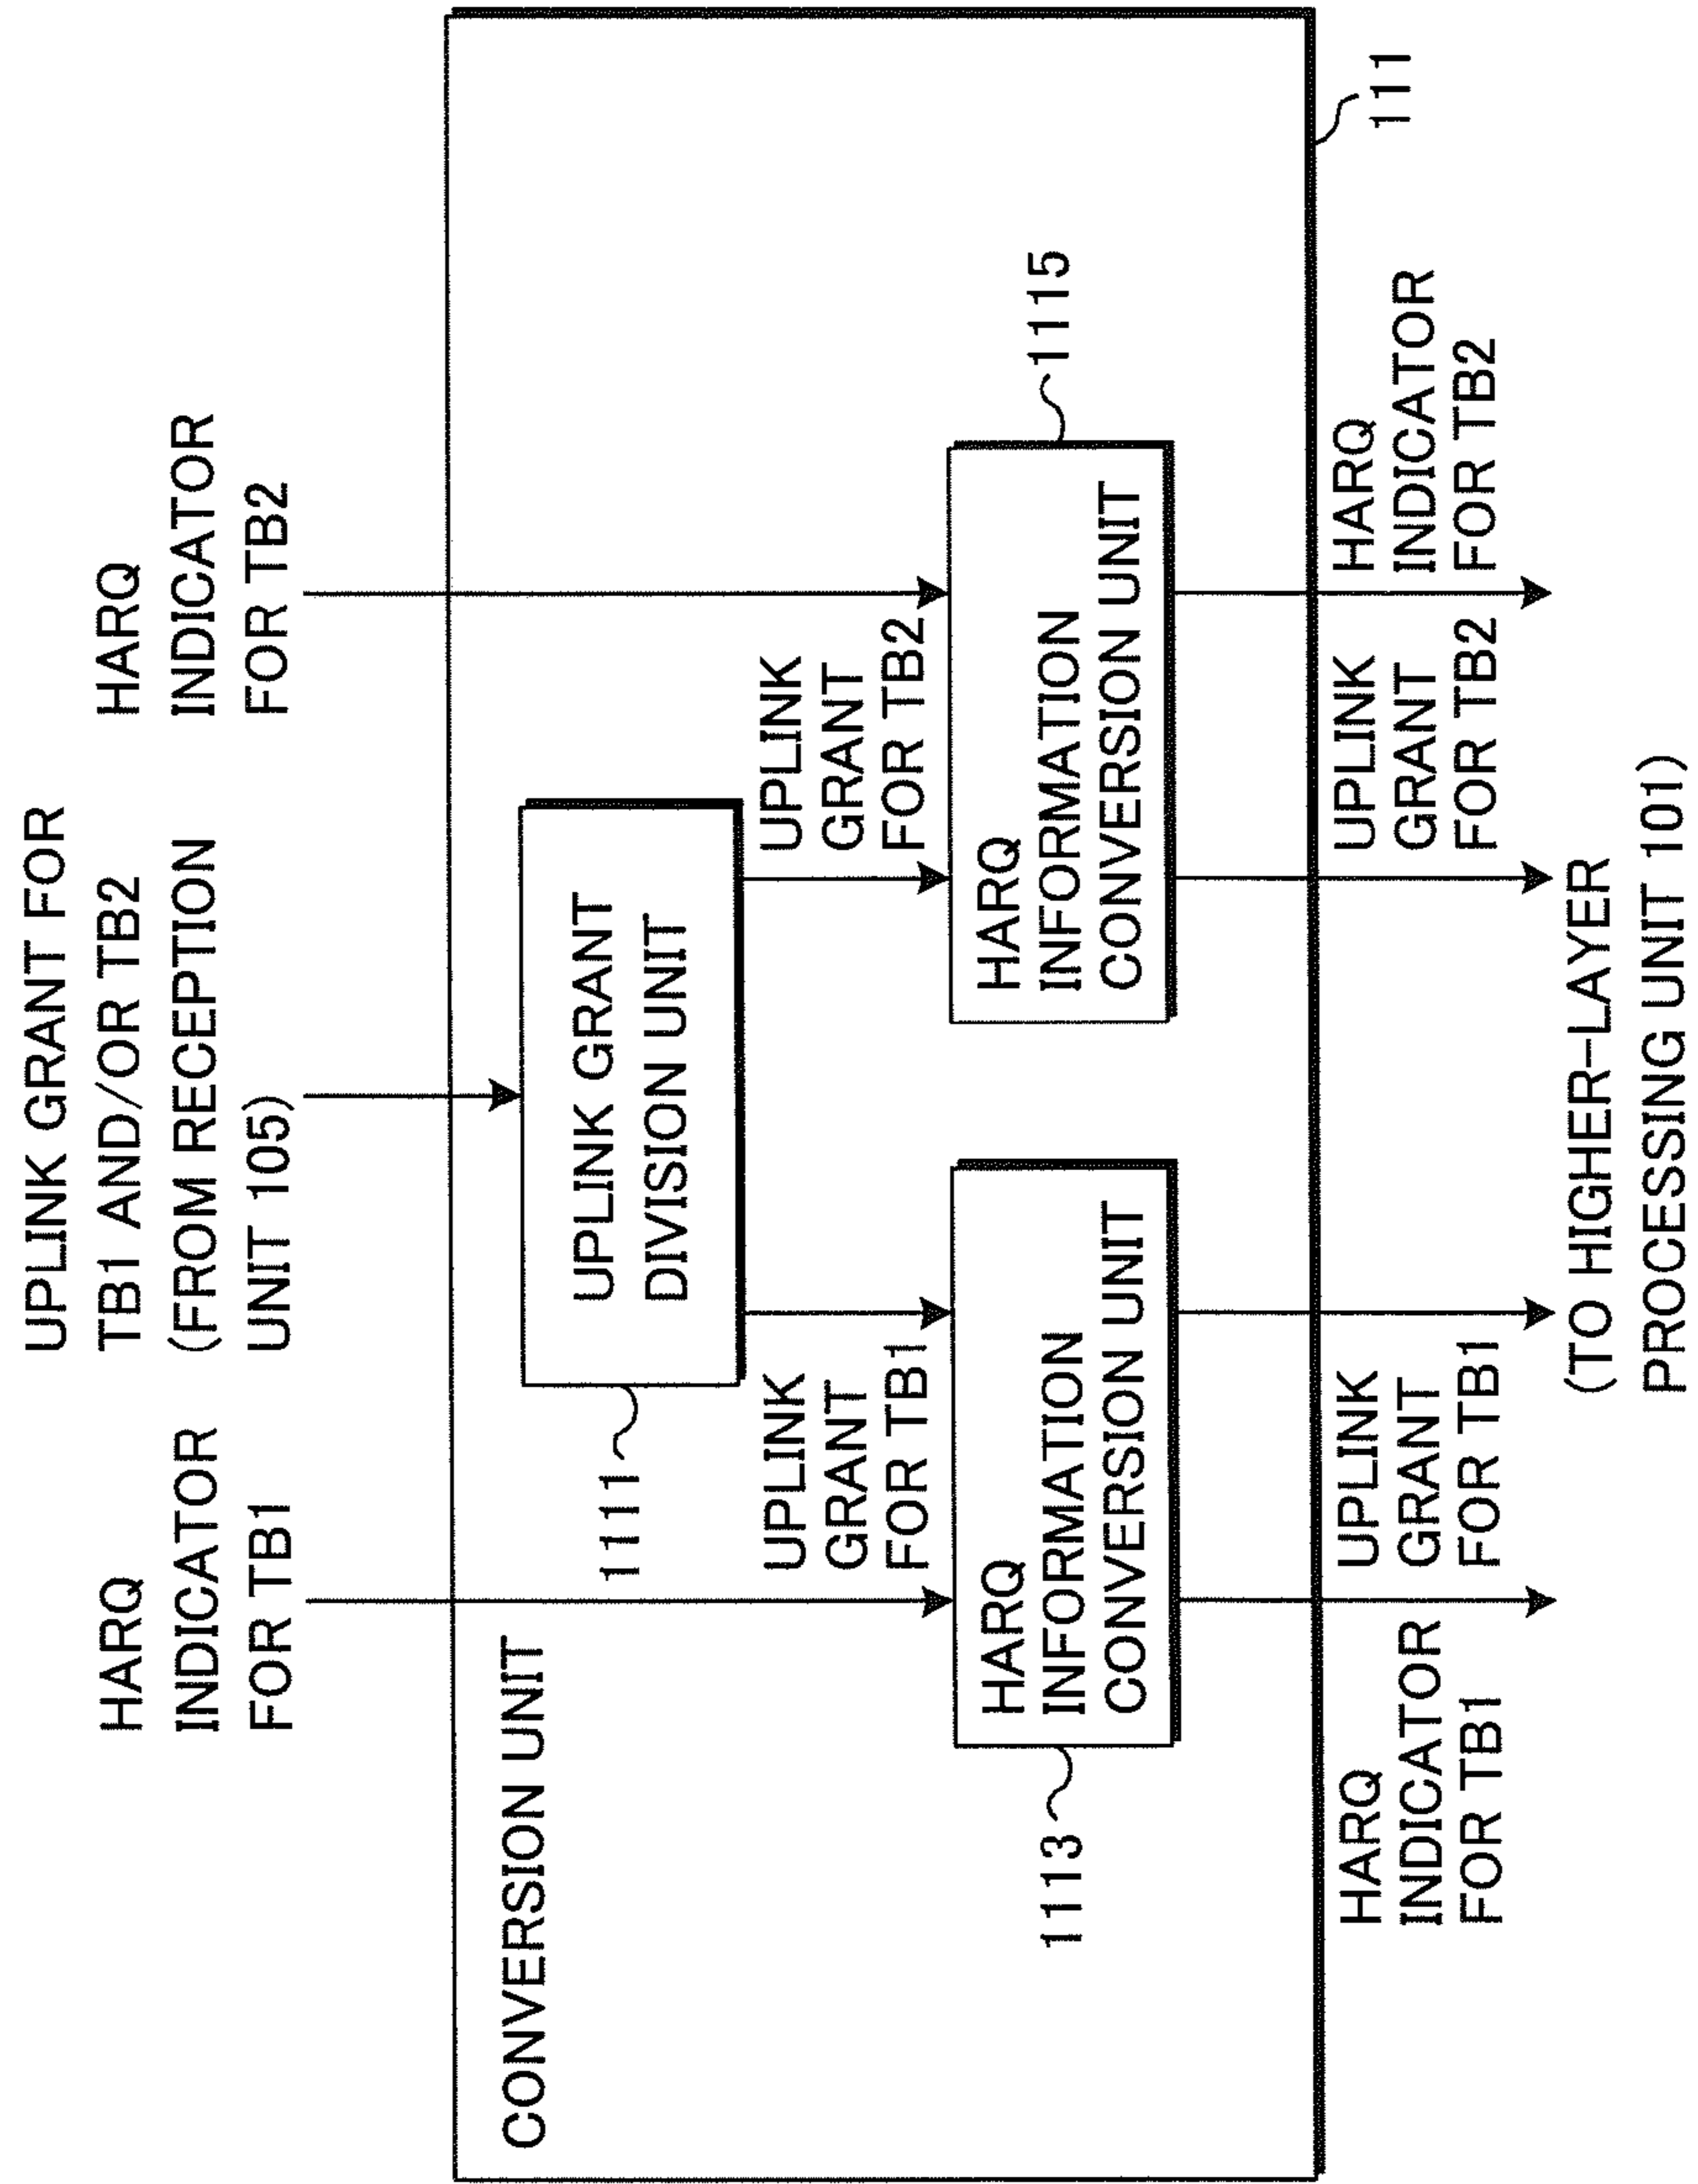 HARQ
INDICATOR
FOR TB1
UPLINK GRANT FOR
TB1 AND/OR TB2
(FROM RECEPTION
UNIT 105)
HARQ
INDICATOR
FOR TB2
CONVERSION UNIT
1111
UPLINK GRANT
DIVISION UNIT
UPLINK
GRANT
FOR TB1
UPLINK
GRANT
FOR TB2
1113
HARQ
INFORMATION
CONVERSION UNIT
HARQ
INFORMATION
CONVERSION UNIT
1115
HARQ
INDICATOR
FOR TB1
UPLINK
GRANT
FOR TB1
UPLINK
GRANT
FOR TB2
HARQ
INDICATOR
FOR TB2
111
(TO HIGHER-LAYER
PROCESSING UNIT 101)